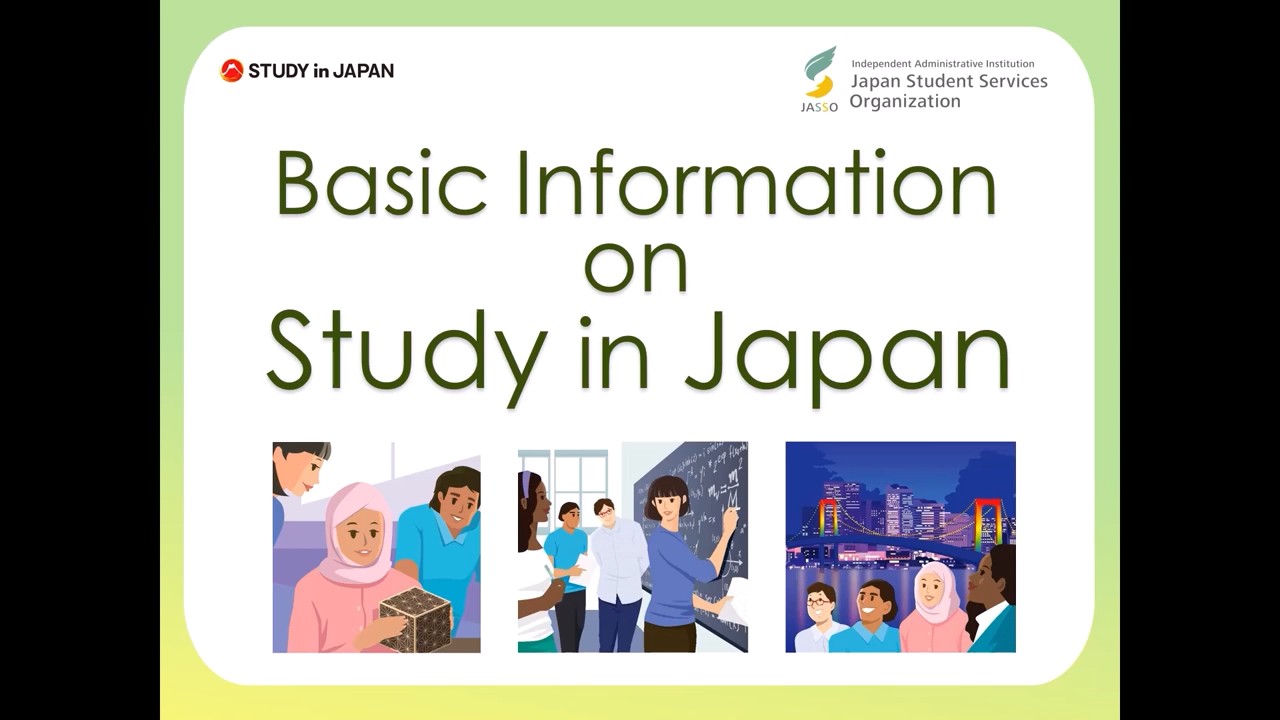 STUDY in JAPAN
JASSO
Independent Administrative Institution
Japan Student Services
Organization
Basic Information
on
Study in Japan